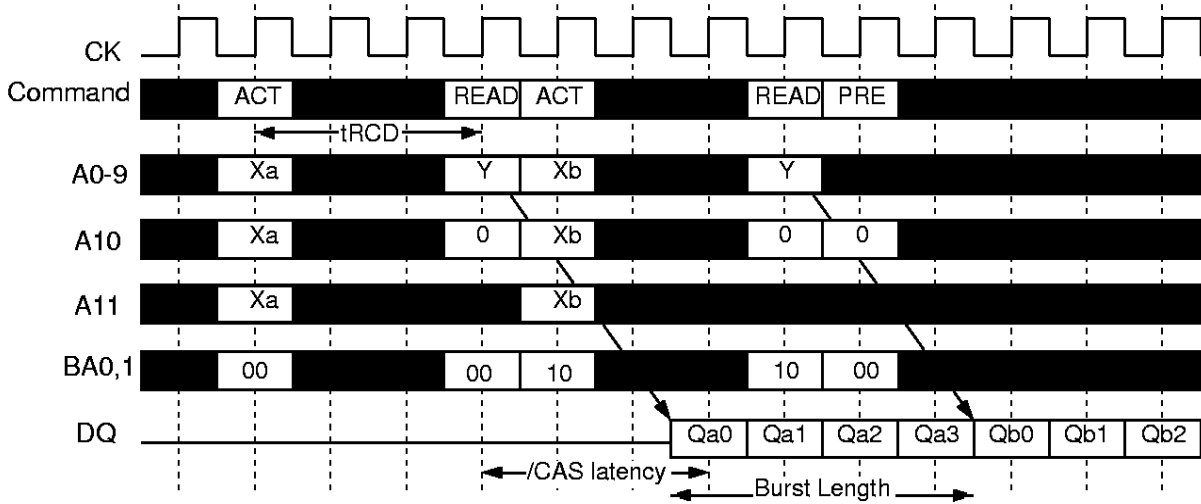 CK
Command ACT READ ACT READ PRE
tRCD
A0-9 Xa Y Xb Y
A10 Xa 0 Xb 0 0
A11 Xa Xb
BA0,1 00 00 10 10 00
DQ Qa0 Qa1 Qa2 Qa3 Qb0 Qb1 Qb2
/CAS latency
Burst Length